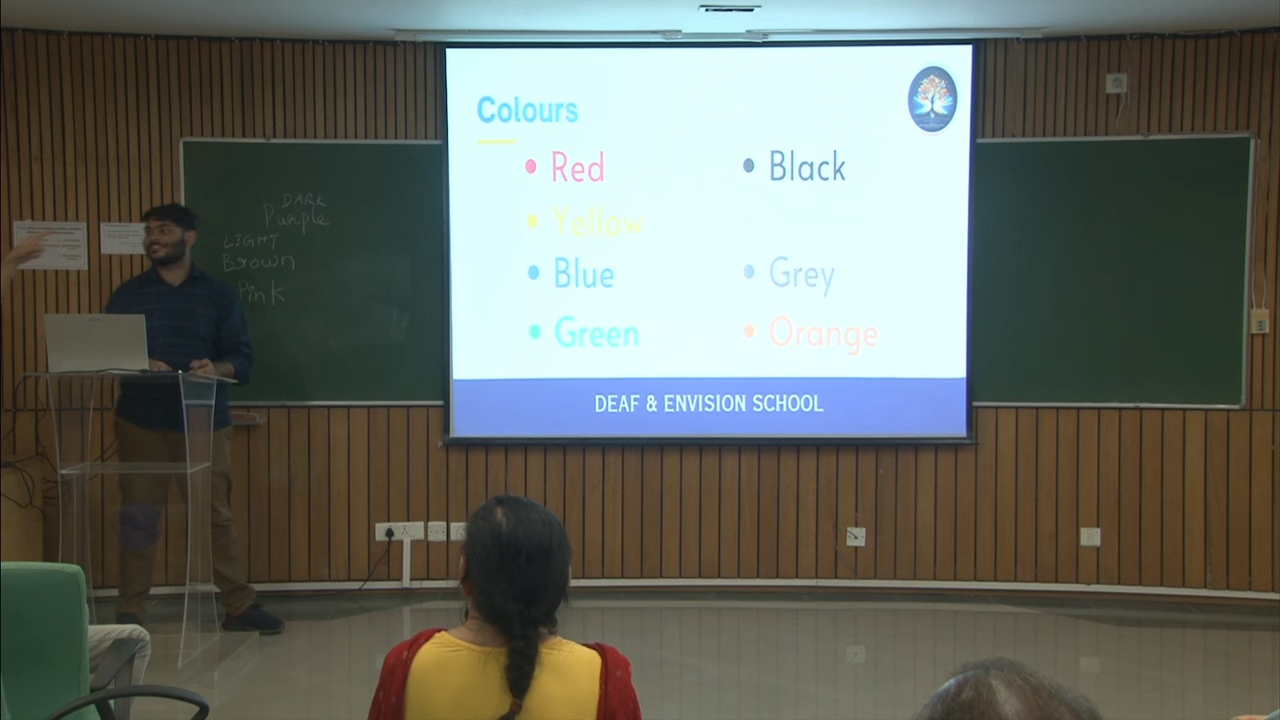 DARK
Purple
LIGHT
Brown
Pink
Colours
• Red
• Yellow
• Blue
• Green
• Black
• Grey
• Orange
DEAF & ENVISION SCHOOL